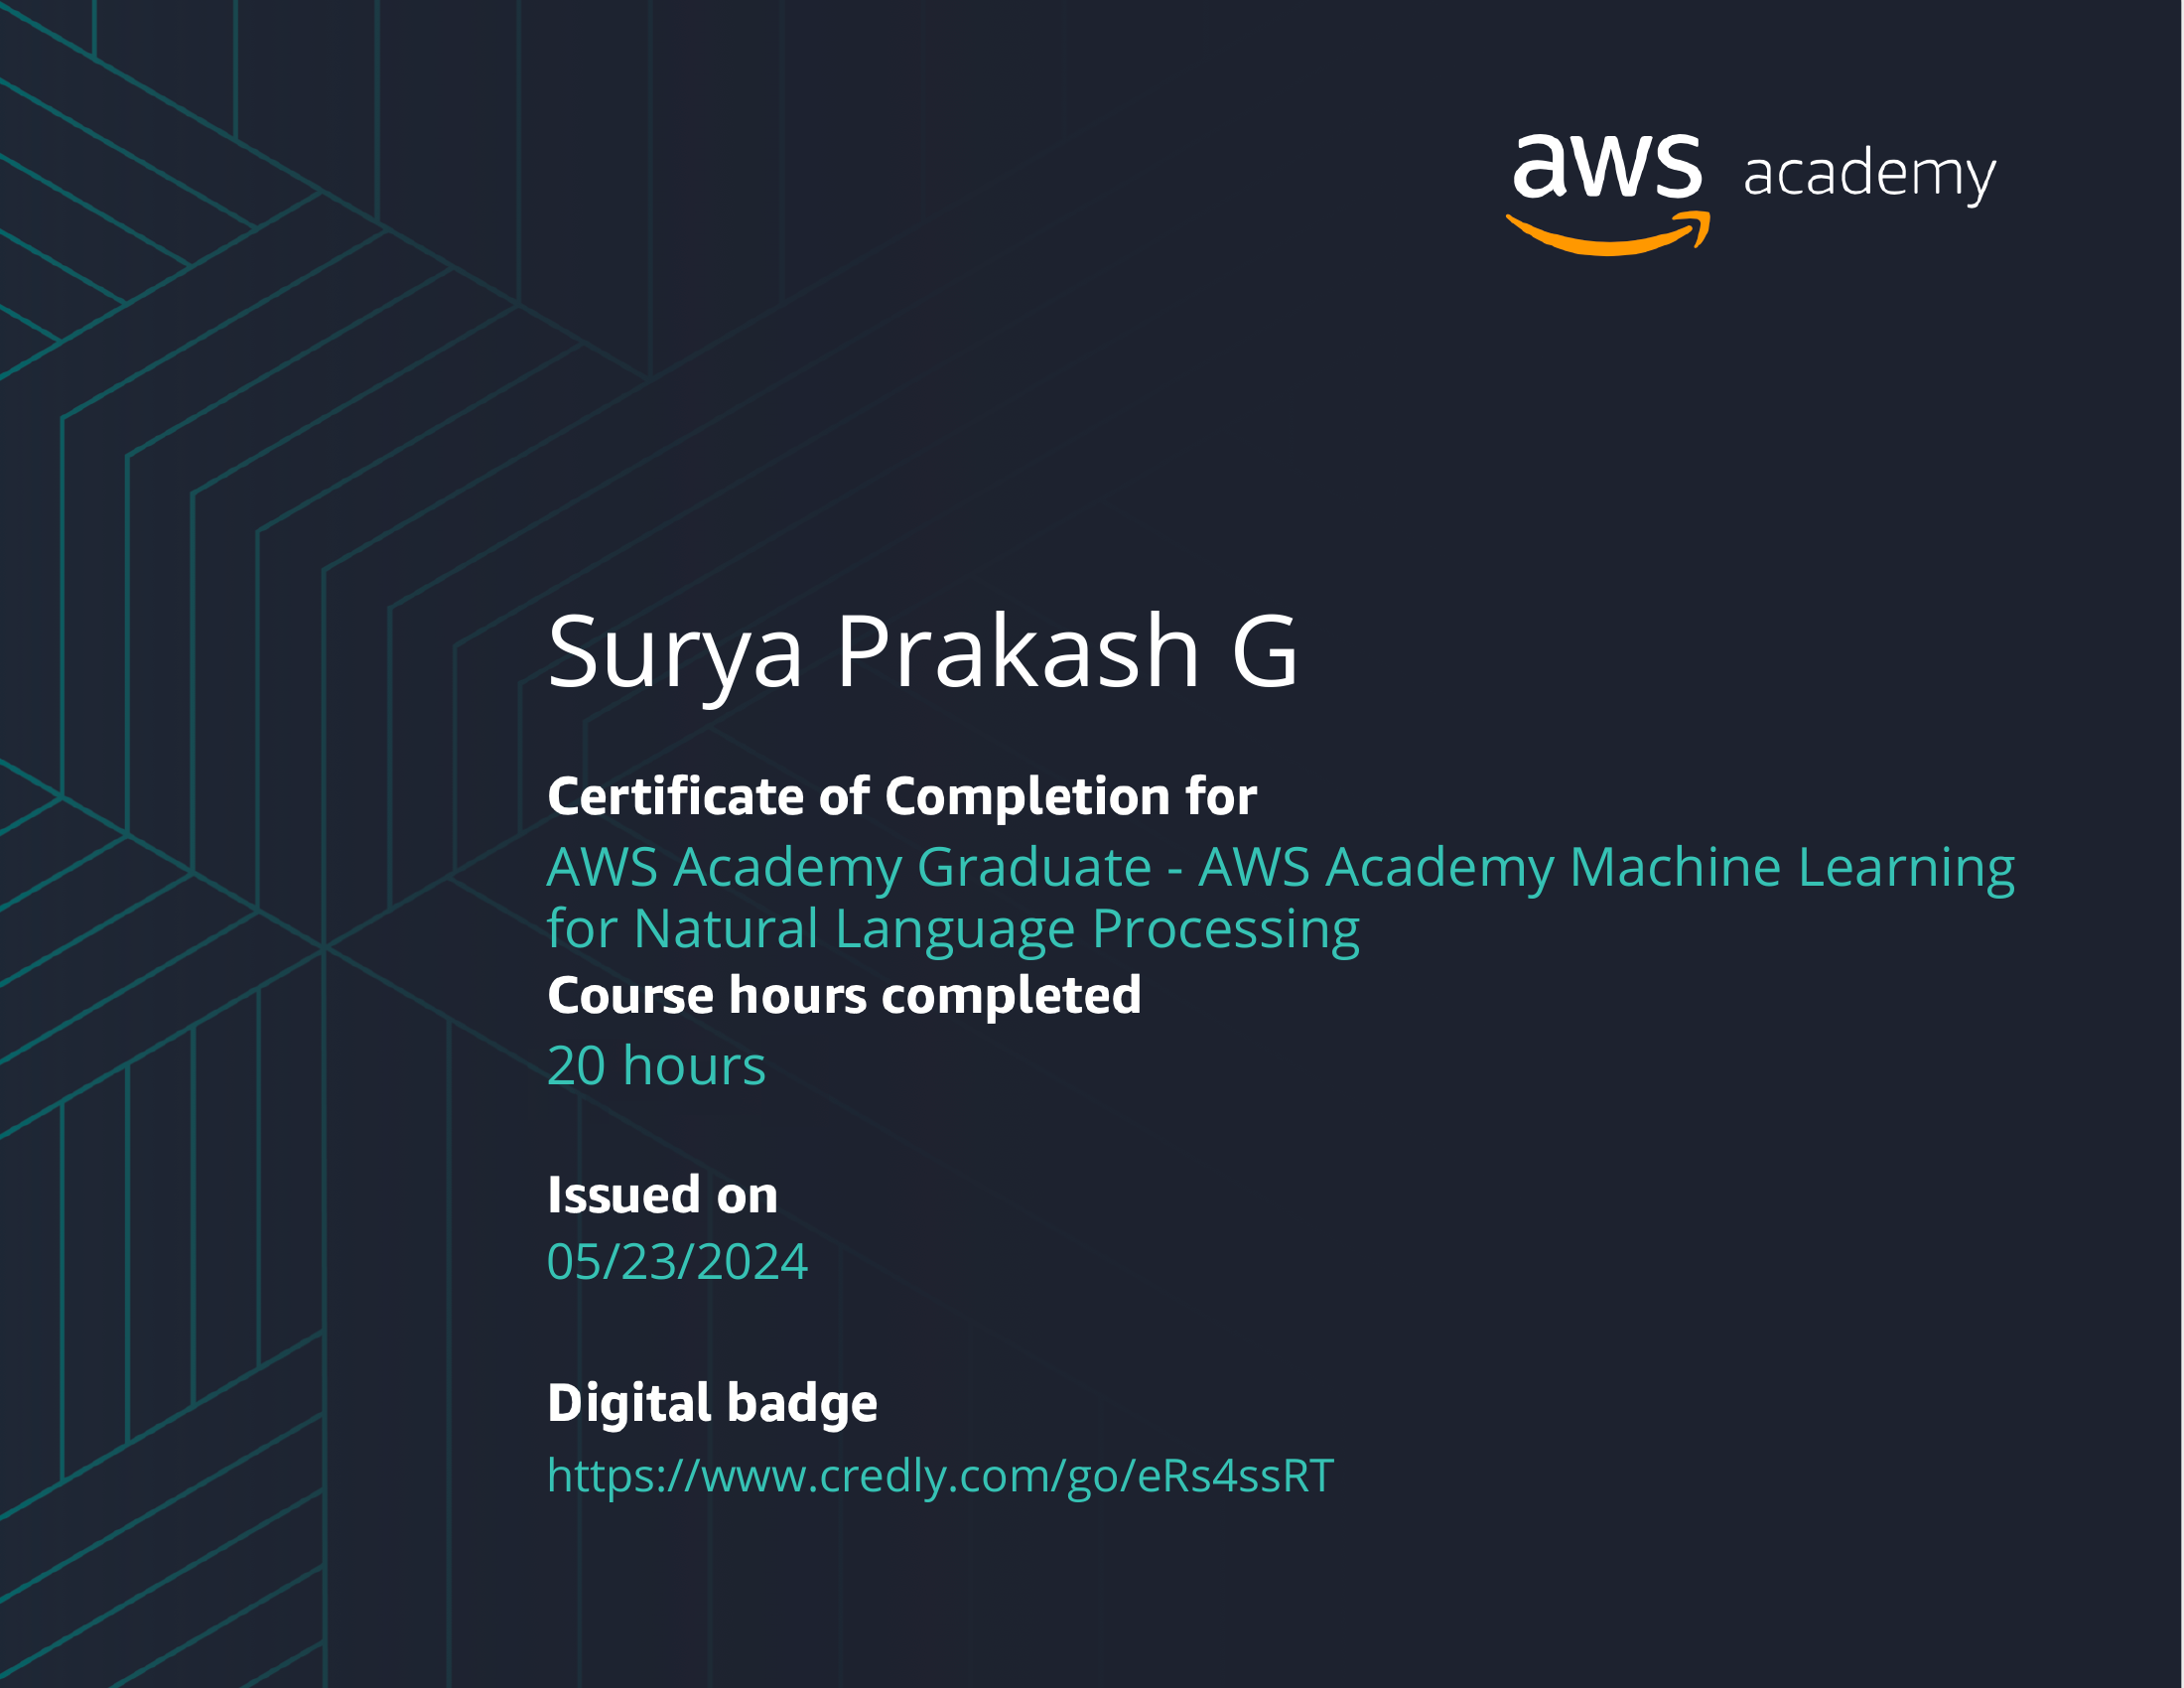 aws academy
Surya Prakash G
Certificate of Completion for
AWS Academy Graduate - AWS Academy Machine Learning
for Natural Language Processing
Course hours completed
20 hours
Issued on
05/23/2024
Digital badge
https://www.credly.com/go/eRs4ssRT